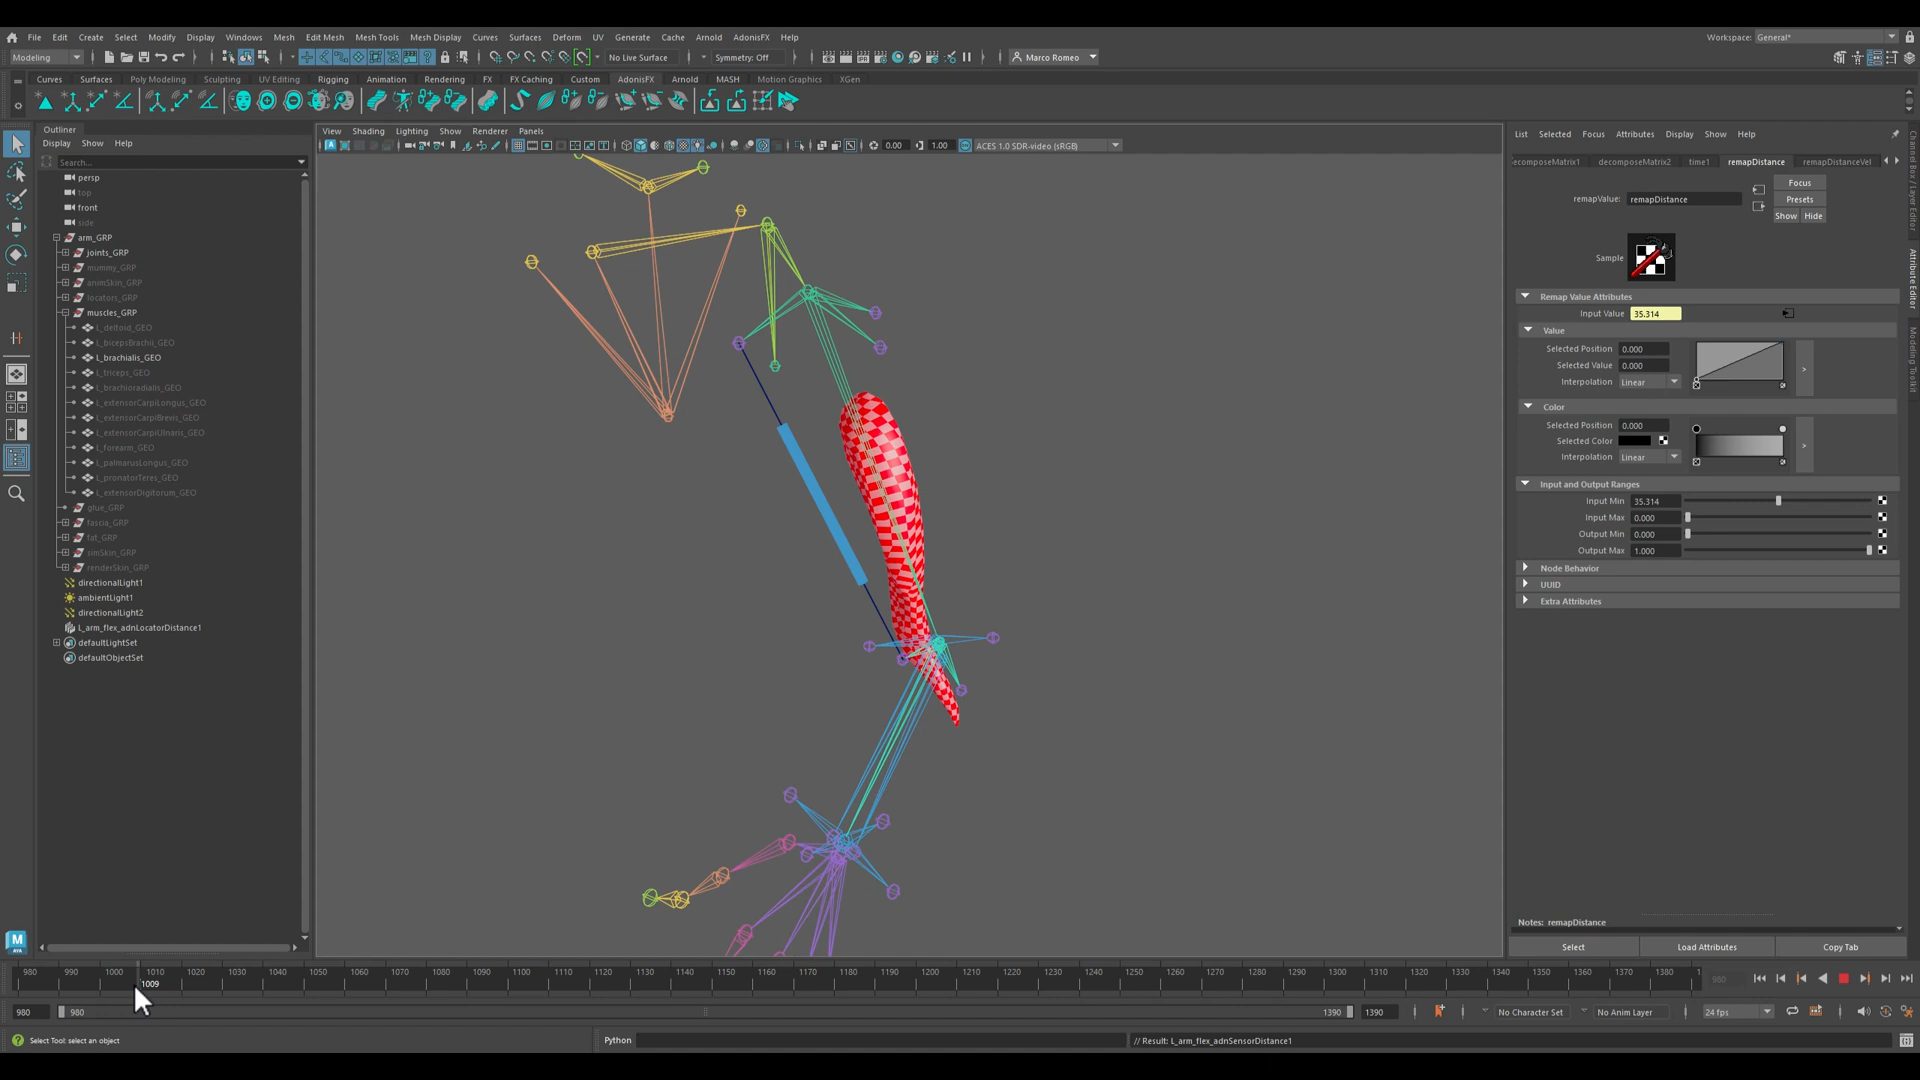 File Edit Create Select Modify Display Windows Mesh Edit Mesh Mesh Tools Mesh Display Curves Surfaces Deform UV Generate Cache Arnold AdonisFX Help
Workspace: General*
Modeling
No Live Surface
Symmetry: Off
Marco Romeo
Curves Surfaces Poly Modeling Sculpting UV Editing Rigging Animation Rendering FX FX Caching Custom AdonisFX Arnold MASH Motion Graphics XGen
Outliner
Display Show Help
Search...
persp
top
front
side
arm_GRP
joints_GRP
mummy_GRP
animSkin_GRP
locators_GRP
muscles_GRP
L_deltoid_GEO
L_bicepsBrachii_GEO
L_brachialis_GEO
L_triceps_GEO
L_brachioradialis_GEO
L_extensorCarpiLongus_GEO
L_extensorCarpiBrevis_GEO
L_extensorCarpiUlnaris_GEO
L_forearm_GEO
L_palmarusLongus_GEO
L_pronatorTeres_GEO
L_extensorDigitorum_GEO
glue_GRP
fascia_GRP
fat_GRP
simSkin_GRP
renderSkin_GRP
directionalLight1
ambientLight1
directionalLight2
L_arm_flex_adnLocatorDistance1
defaultLightSet
defaultObjectSet
View Shading Lighting Show Renderer Panels
0.00 1.00 ACES 1.0 SDR-video (sRGB)
List Selected Focus Attributes Display Show Help
ecomposeMatrix1 decomposeMatrix2 time1 remapDistance remapDistanceVel
Focus
remapValue: remapDistance
Presets
Show Hide
Sample
Remap Value Attributes
Input Value 35.314
Value
Selected Position 0.000
Selected Value 0.000
Interpolation Linear
>
Color
Selected Position 0.000
Selected Color
Interpolation Linear
>
Input and Output Ranges
Input Min 35.314
Input Max 0.000
Output Min 0.000
Output Max 1.000
Node Behavior
UUID
Extra Attributes
Notes: remapDistance
Select Load Attributes Copy Tab
Channel Box / Layer Editor
Attribute Editor
Modeling Toolkit
M
980 990 1000 1010 1020 1030 1040 1050 1060 1070 1080 1090 1100 1110 1120 1130 1140 1150 1160 1170 1180 1190 1200 1210 1220 1230 1240 1250 1260 1270 1280 1290 1300 1310 1320 1330 1340 1350 1360 1370 1380 1
1009
980
980 980 1390 1390
No Character Set
No Anim Layer
24 fps
Select Tool: select an object
Python
// Result: L_arm_flex_adnSensorDistance1